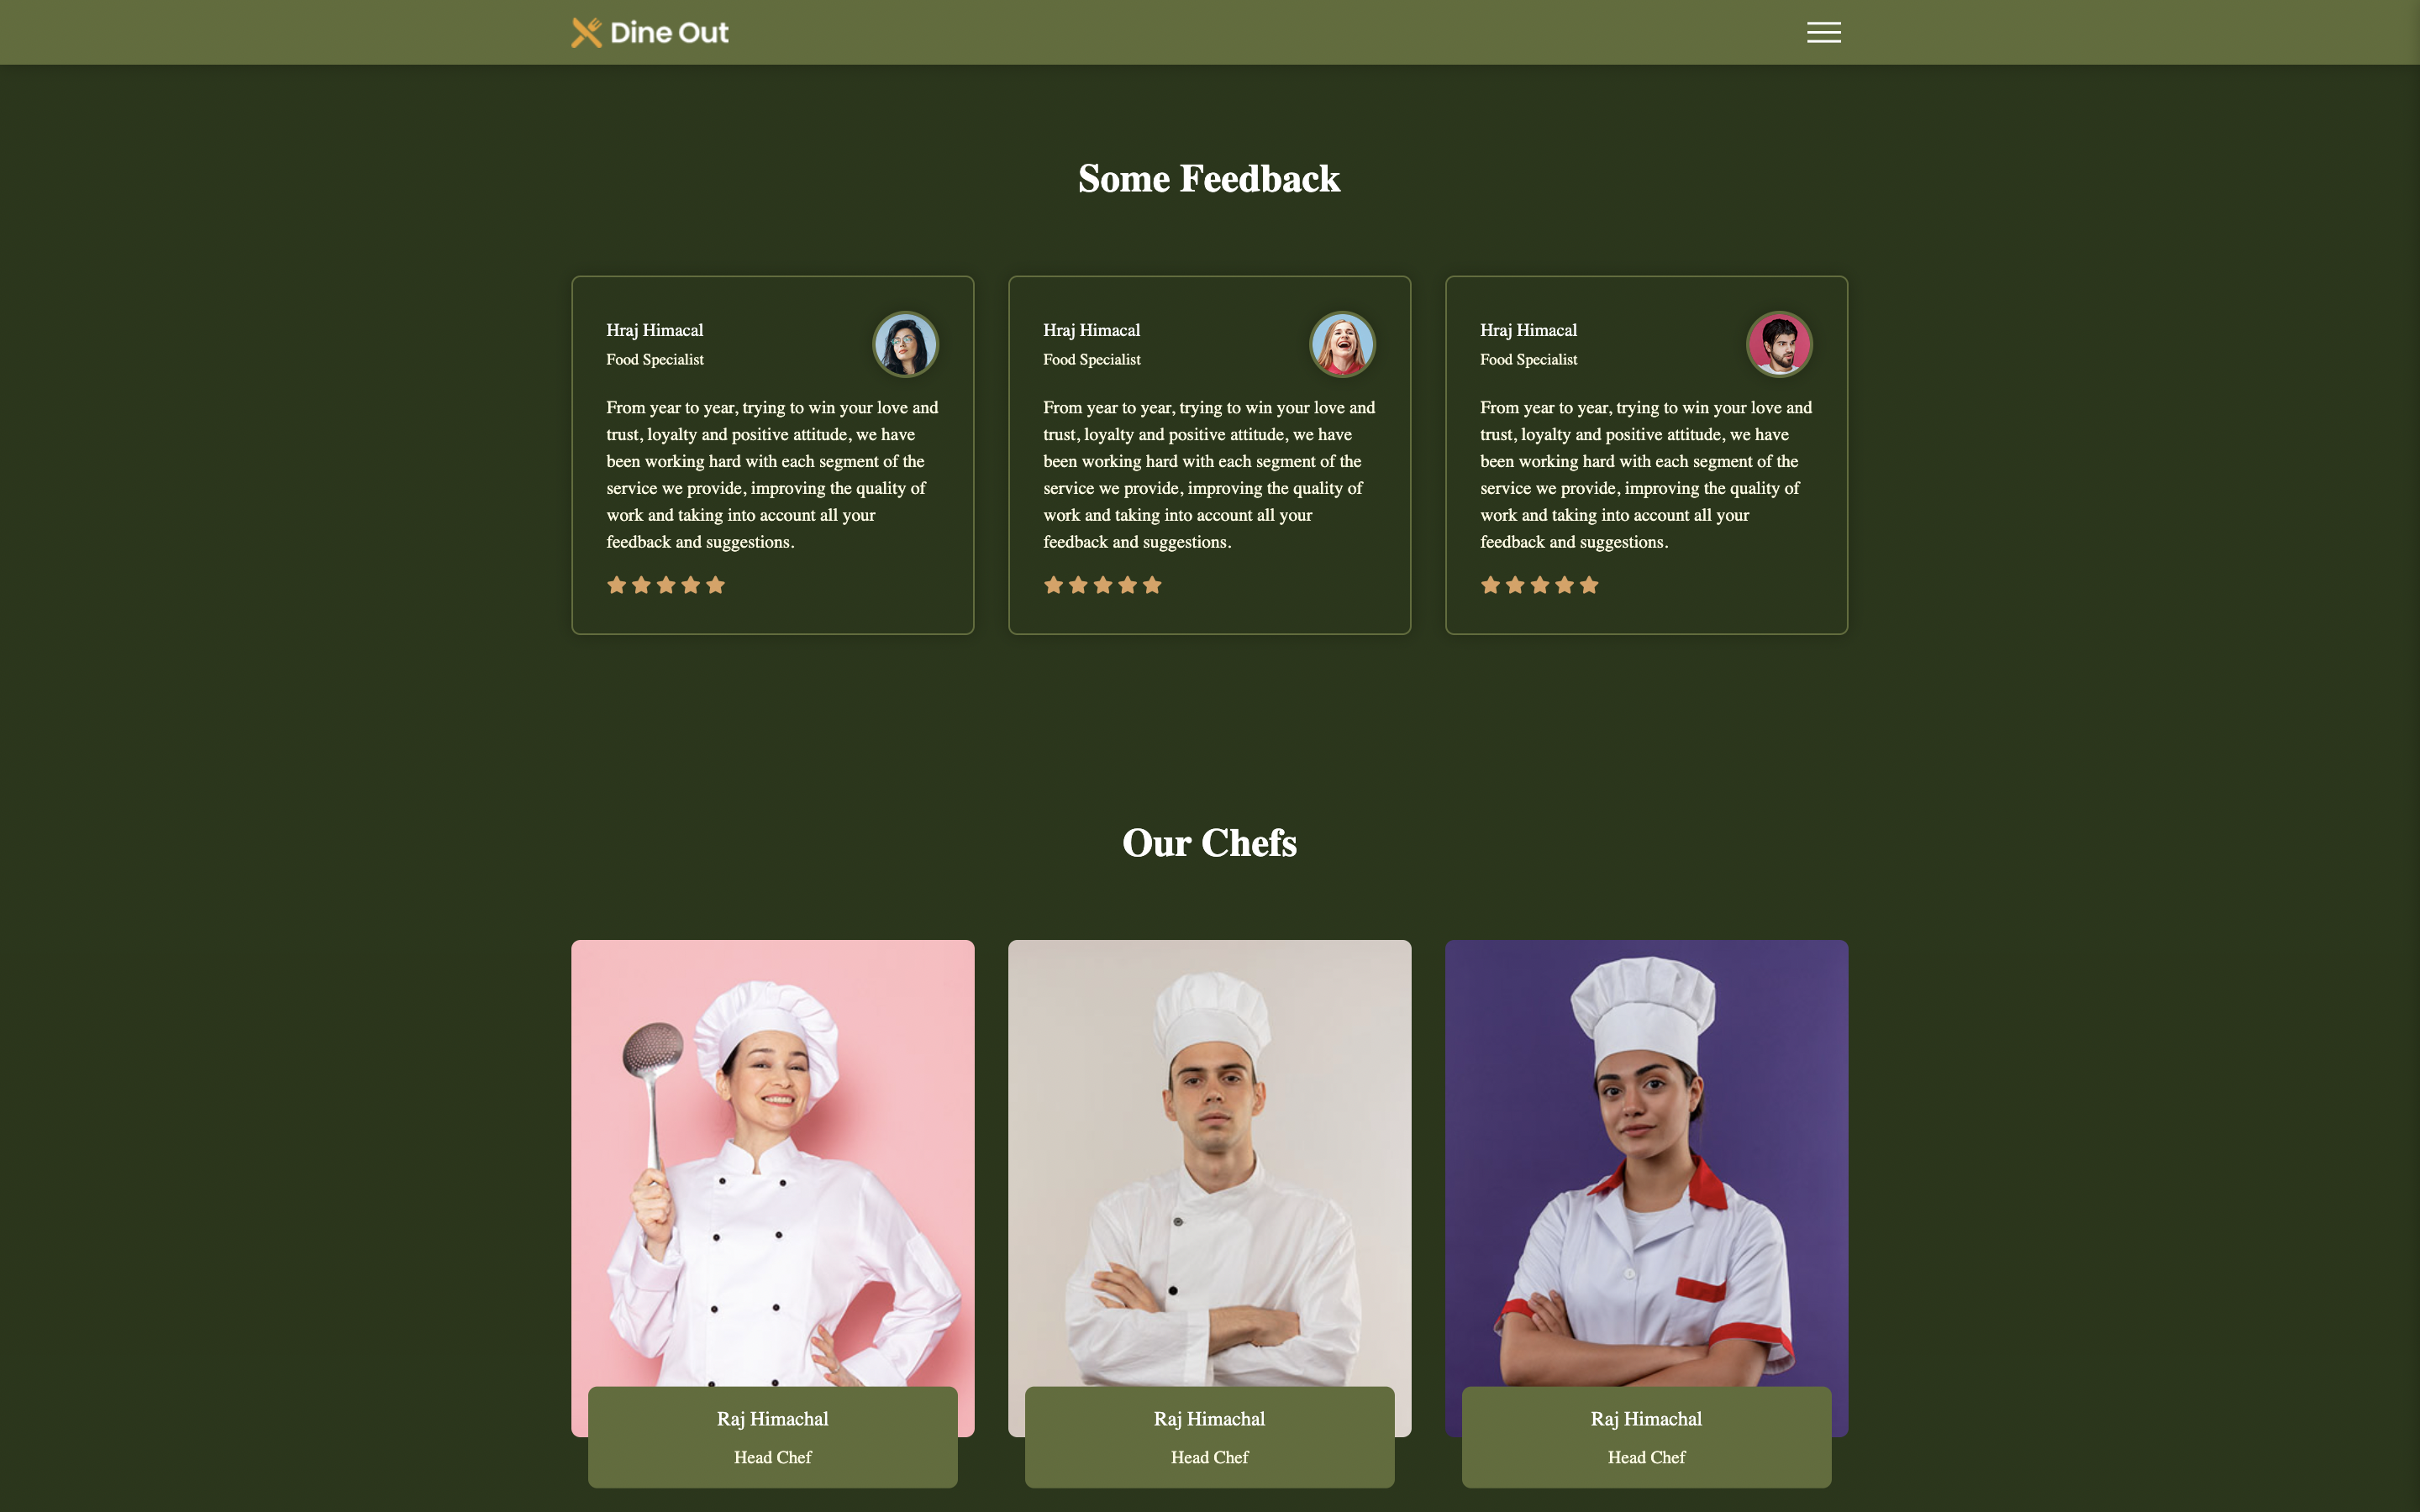 Dine Out
Some Feedback
Hraj Himacal
Food Specialist
From year to year, trying to win your love and
trust, loyalty and positive attitude, we have
been working hard with each segment of the
service we provide, improving the quality of
work and taking into account all your
feedback and suggestions.
Hraj Himacal
Food Specialist
From year to year, trying to win your love and
trust, loyalty and positive attitude, we have
been working hard with each segment of the
service we provide, improving the quality of
work and taking into account all your
feedback and suggestions.
Hraj Himacal
Food Specialist
From year to year, trying to win your love and
trust, loyalty and positive attitude, we have
been working hard with each segment of the
service we provide, improving the quality of
work and taking into account all your
feedback and suggestions.
Our Chefs
Raj Himachal
Head Chef
Raj Himachal
Head Chef
Raj Himachal
Head Chef